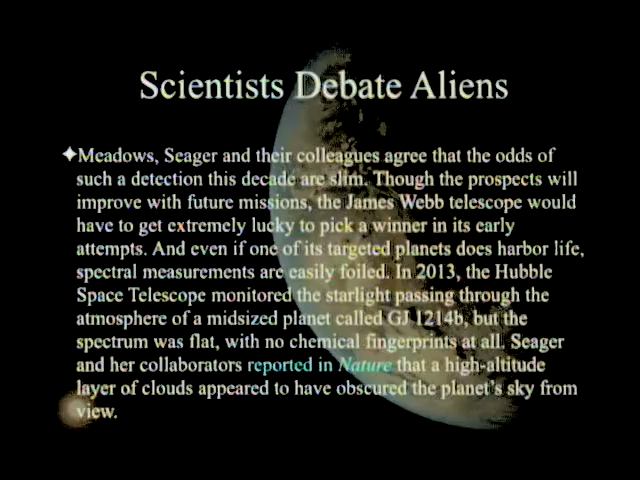 Scientists Debate Aliens
✦Meadows, Seager and their colleagues agree that the odds of
such a detection this decade are slim. Though the prospects will
improve with future missions, the James Webb telescope would
have to get extremely lucky to pick a winner in its early
attempts. And even if one of its targeted planets does harbor life,
spectral measurements are easily foiled. In 2013, the Hubble
Space Telescope monitored the starlight passing through the
atmosphere of a midsized planet called GJ 1214b, but the
spectrum was flat, with no chemical fingerprints at all. Seager
and her collaborators reported in Nature that a high-altitude
layer of clouds appeared to have obscured the planet's sky from
view.